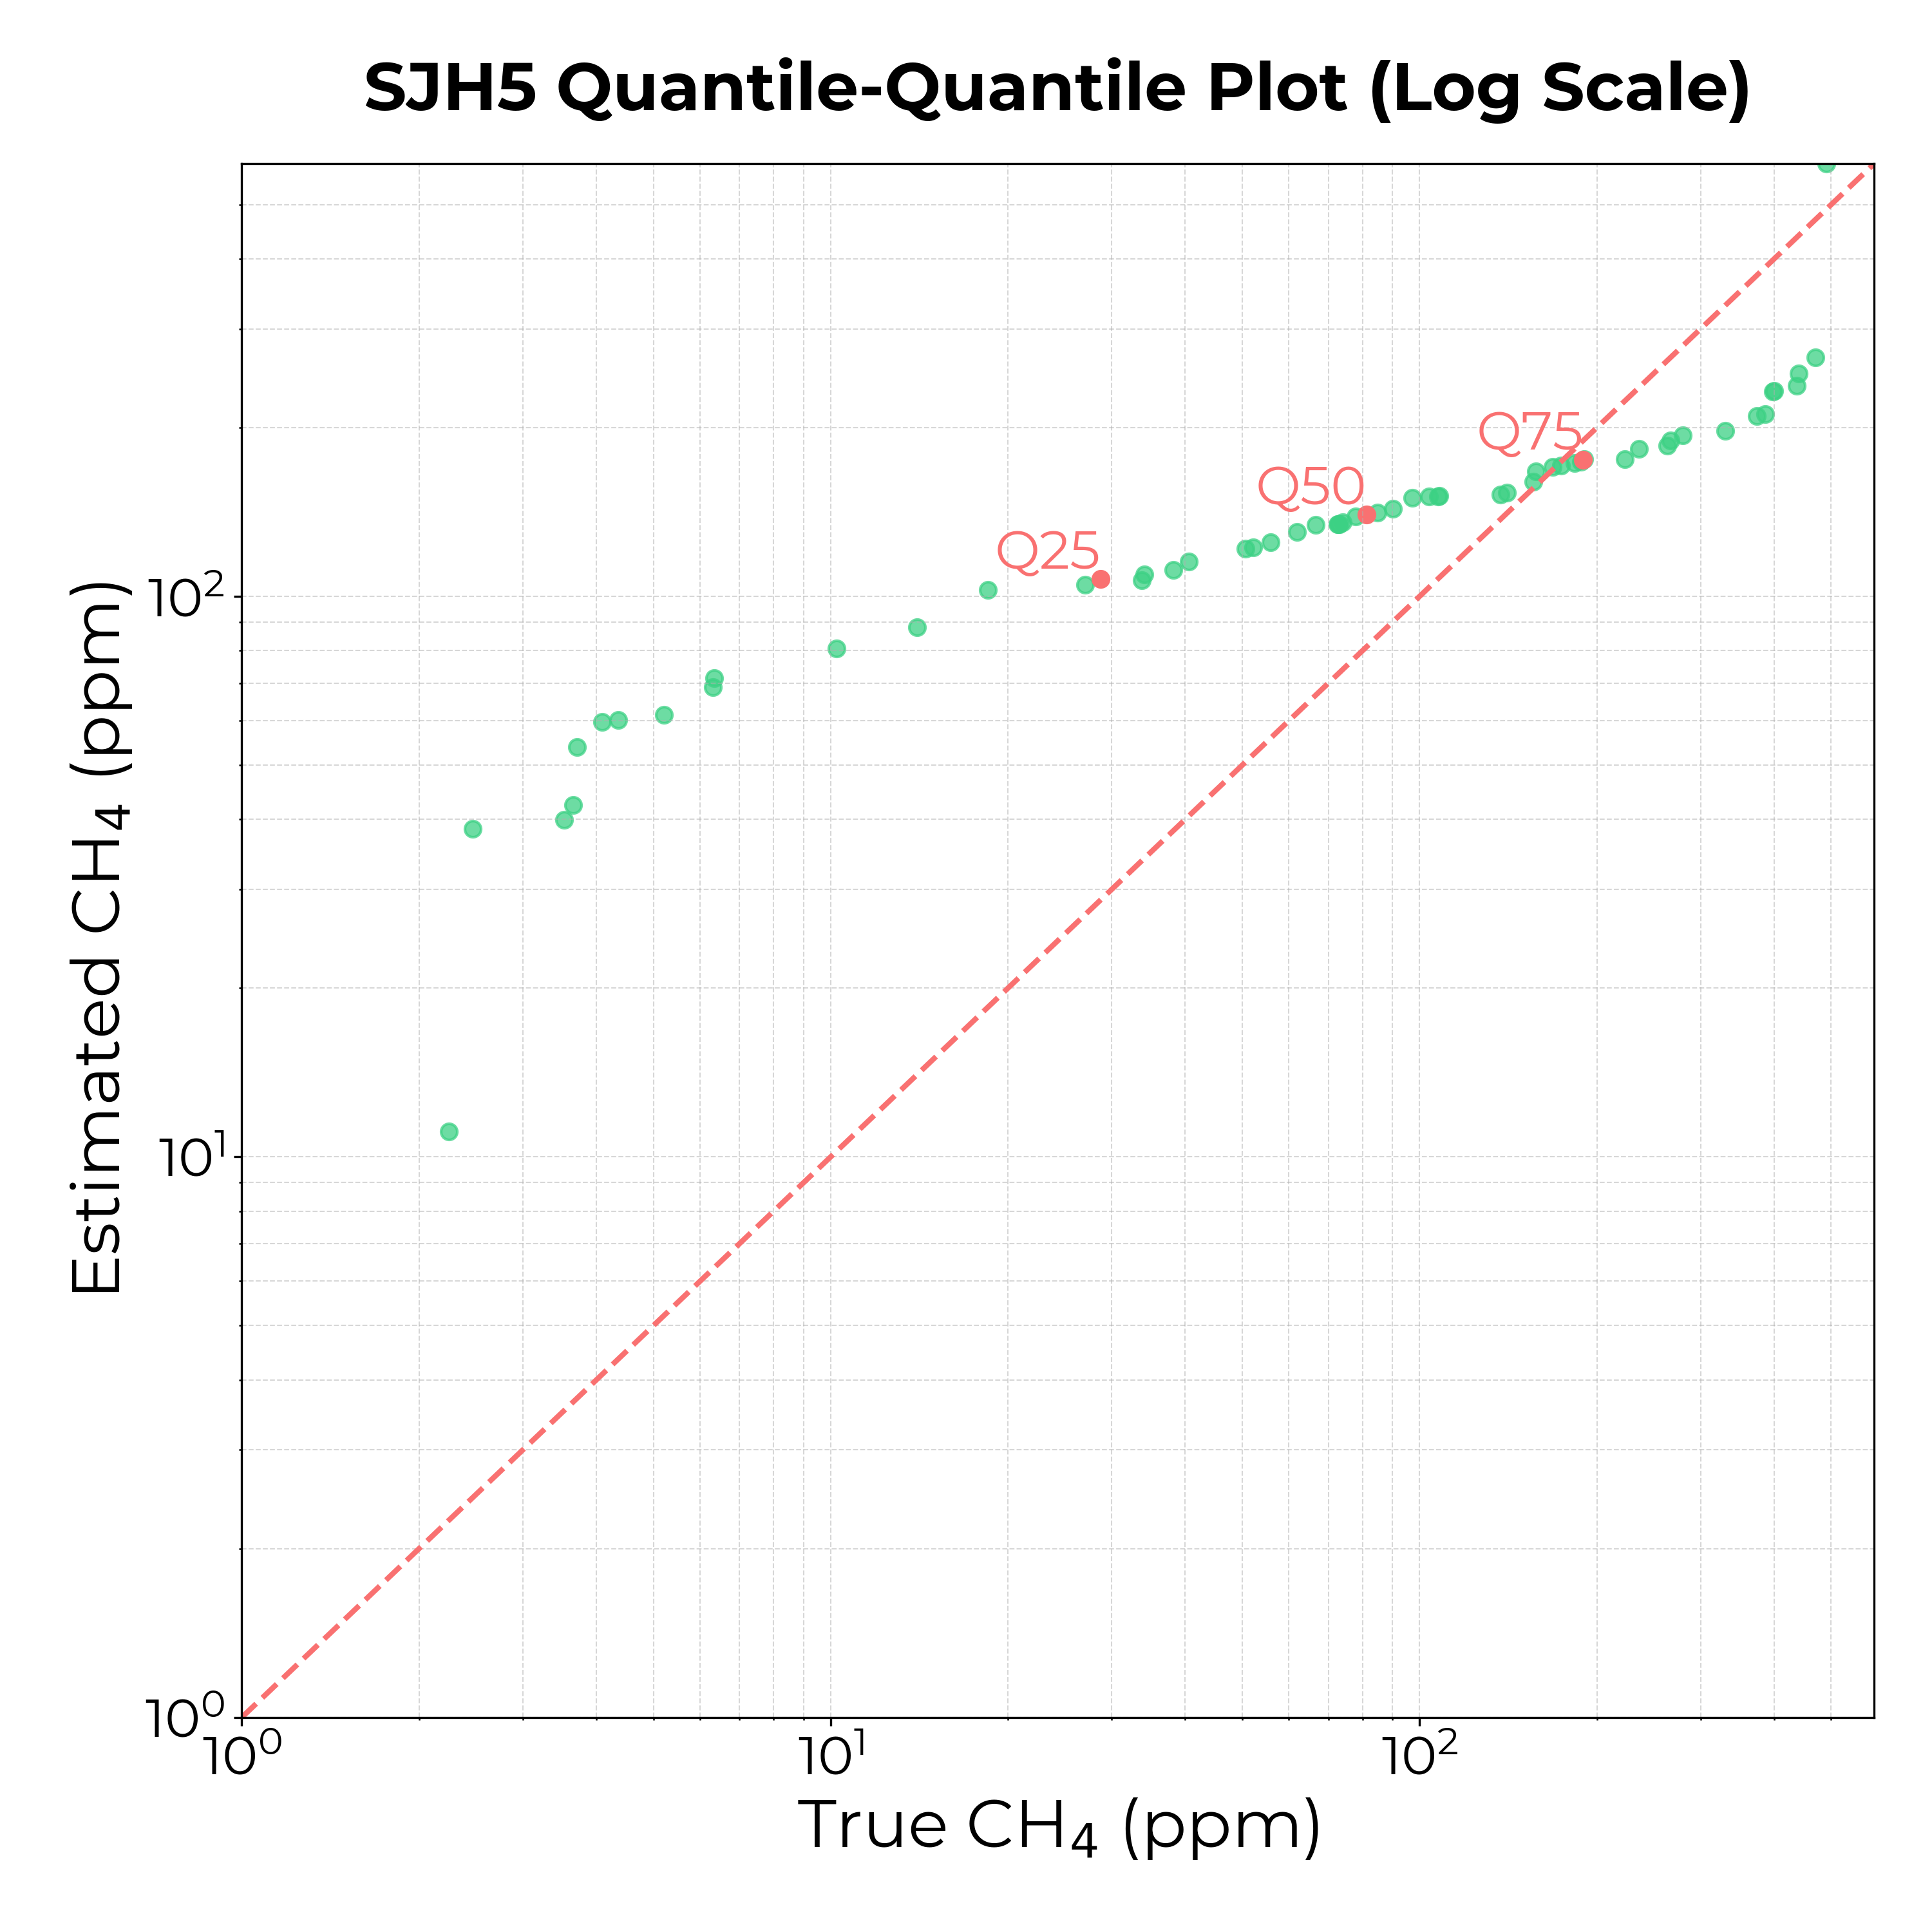 SJH5 Quantile-Quantile Plot (Log Scale)
Estimated CH₄ (ppm)
10²
10¹
10⁰
Q25
Q50
Q75
10⁰
10¹
10²
True CH₄ (ppm)